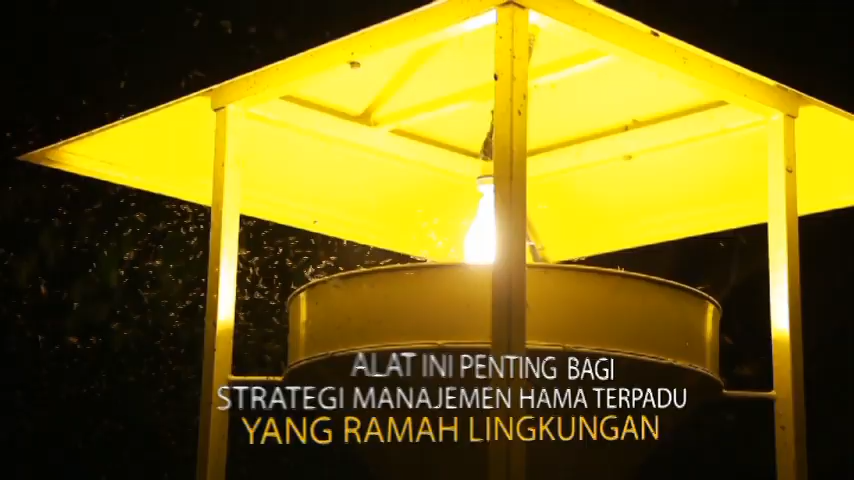 ALAT INI PENTING BAGI
STRATEGI MANAJEMEN HAMA TERPADU
YANG RAMAH LINGKUNGAN